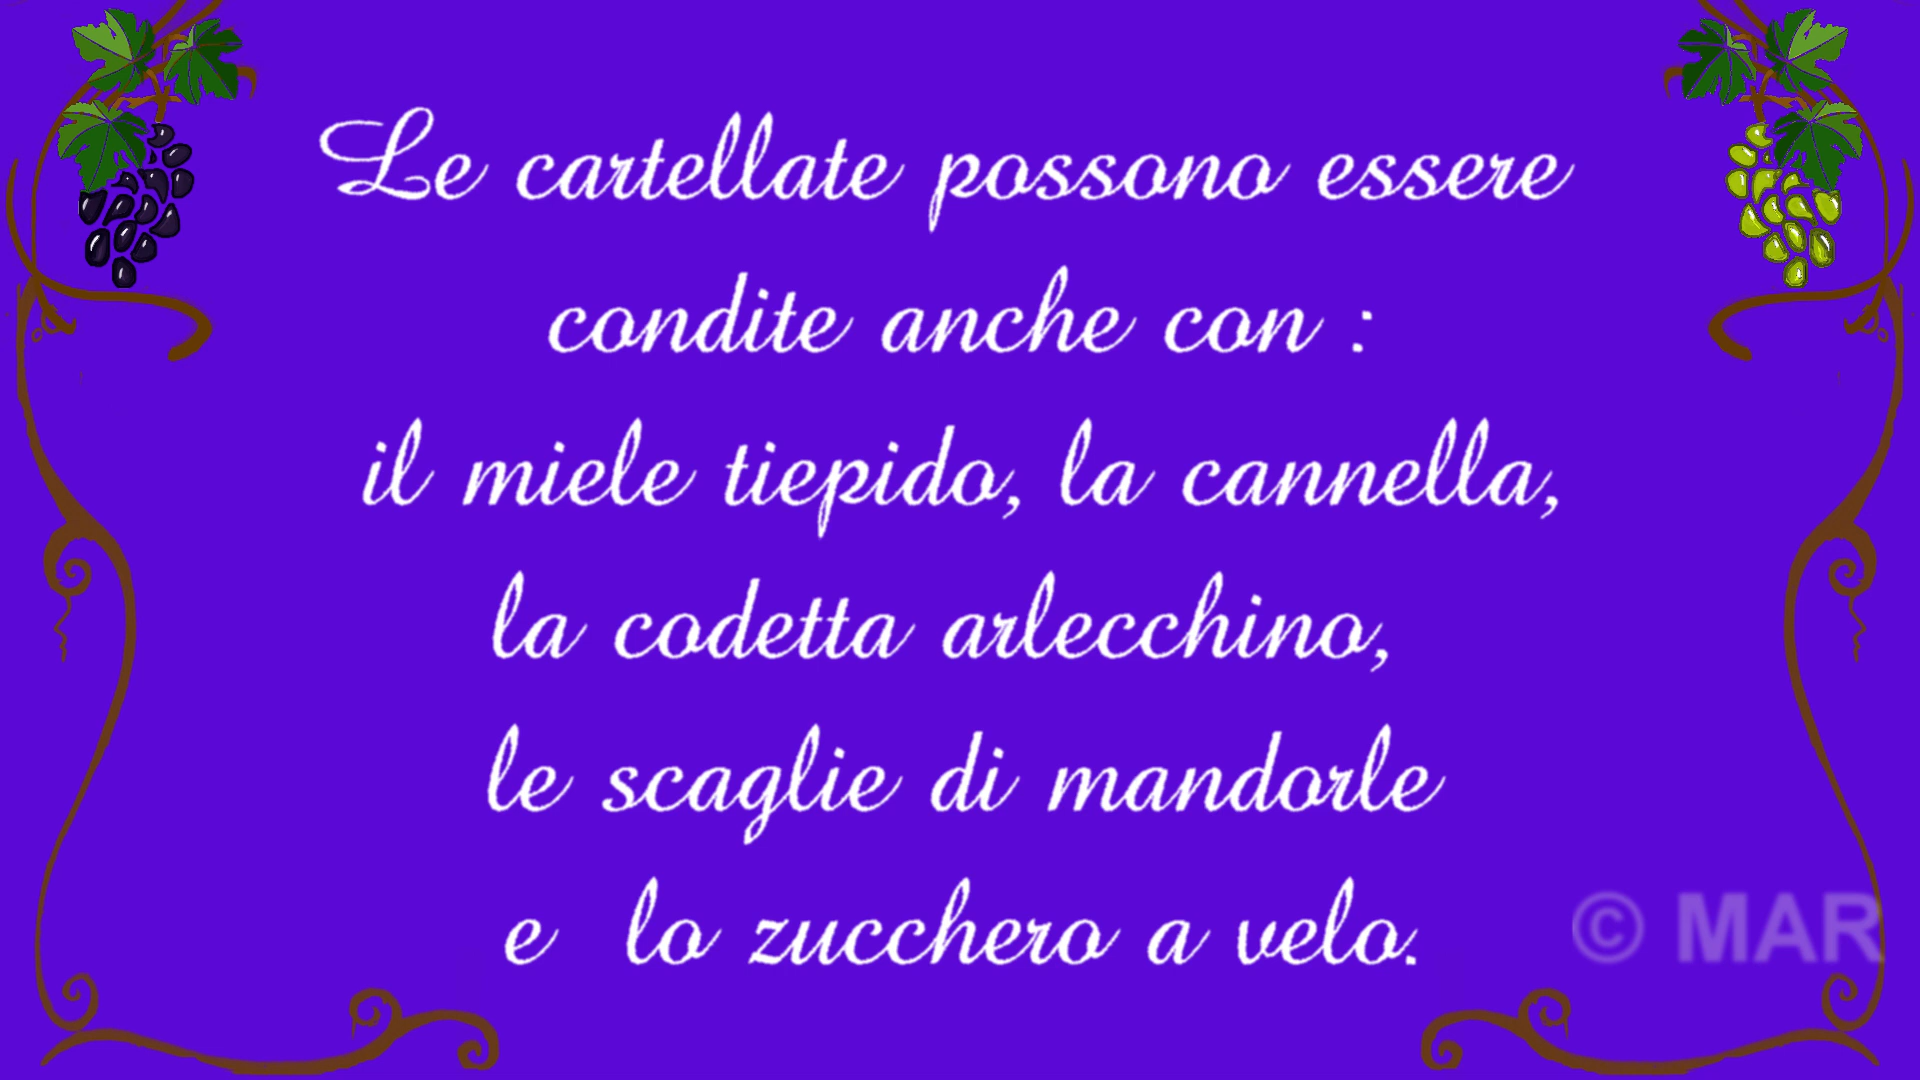 Le cartellate possono essere
condite anche con :
il miele tiepido, la cannella,
la codetta arlecchino,
le scaglie di mandorle
e lo zucchero a velo.
© MAR